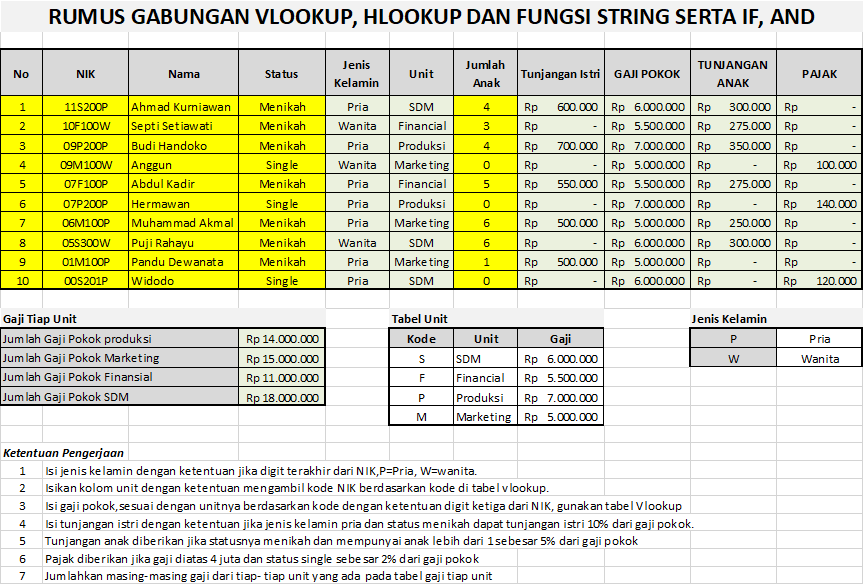 RUMUS GABUNGAN VLOOKUP, HLOOKUP DAN FUNGSI STRING SERTA IF, AND
No NIK Nama Status Jenis Kelamin Unit Jumlah Anak Tunjangan Istri GAJI POKOK TUNJANGAN ANAK PAJAK
1 11S200P Ahmad Kurniawan Menikah Pria SDM 4 Rp 600.000 Rp 6.000.000 Rp 300.000 Rp -
2 10F100W Septi Setiawati Menikah Wanita Financial 3 Rp - Rp 5.500.000 Rp 275.000 Rp -
3 09P200P Budi Handoko Menikah Pria Produksi 4 Rp 700.000 Rp 7.000.000 Rp 350.000 Rp -
4 09M100W Anggun Single Wanita Marketing 0 Rp - Rp 5.000.000 Rp - Rp 100.000
5 07F100P Abdul Kadir Menikah Pria Financial 5 Rp 550.000 Rp 5.500.000 Rp 275.000 Rp -
6 07P200P Hermawan Single Pria Produksi 0 Rp - Rp 7.000.000 Rp - Rp 140.000
7 06M100P Muhammad Akmal Menikah Pria Marketing 6 Rp 500.000 Rp 5.000.000 Rp 250.000 Rp -
8 05S300W Puji Rahayu Menikah Wanita SDM 6 Rp - Rp 6.000.000 Rp 300.000 Rp -
9 01M100P Pandu Dewanata Menikah Pria Marketing 1 Rp 500.000 Rp 5.000.000 Rp - Rp -
10 00S201P Widodo Single Pria SDM 0 Rp - Rp 6.000.000 Rp - Rp 120.000
Gaji Tiap Unit
Jumlah Gaji Pokok produksi Rp 14.000.000
Jumlah Gaji Pokok Marketing Rp 15.000.000
Jumlah Gaji Pokok Finansial Rp 11.000.000
Jumlah Gaji Pokok SDM Rp 18.000.000
Tabel Unit
Kode Unit Gaji
S SDM Rp 6.000.000
F Financial Rp 5.500.000
P Produksi Rp 7.000.000
M Marketing Rp 5.000.000
Jenis Kelamin
P Pria
W Wanita
Ketentuan Pengerjaan
1 Isi jenis kelamin dengan ketentuan jika digit terakhir dari NIK,P=Pria, W=wanita.
2 Isikan kolom unit dengan ketentuan mengambil kode NIK berdasarkan kode di tabel vlookup.
3 Isi gaji pokok,sesuai dengan unitnya berdasarkan kode dengan ketentuan digit ketiga dari NIK, gunakan tabel Vlookup
4 Isi tunjangan istri dengan ketentuan jika jenis kelamin pria dan status menikah dapat tunjangan istri 10% dari gaji pokok.
5 Tunjangan anak diberikan jika statusnya menikah dan mempunyai anak lebih dari 1 sebesar 5% dari gaji pokok
6 Pajak diberikan jika gaji diatas 4 juta dan status single sebesar 2% dari gaji pokok
7 Jumlahkan masing-masing gaji dari tiap- tiap unit yang ada pada tabel gaji tiap unit